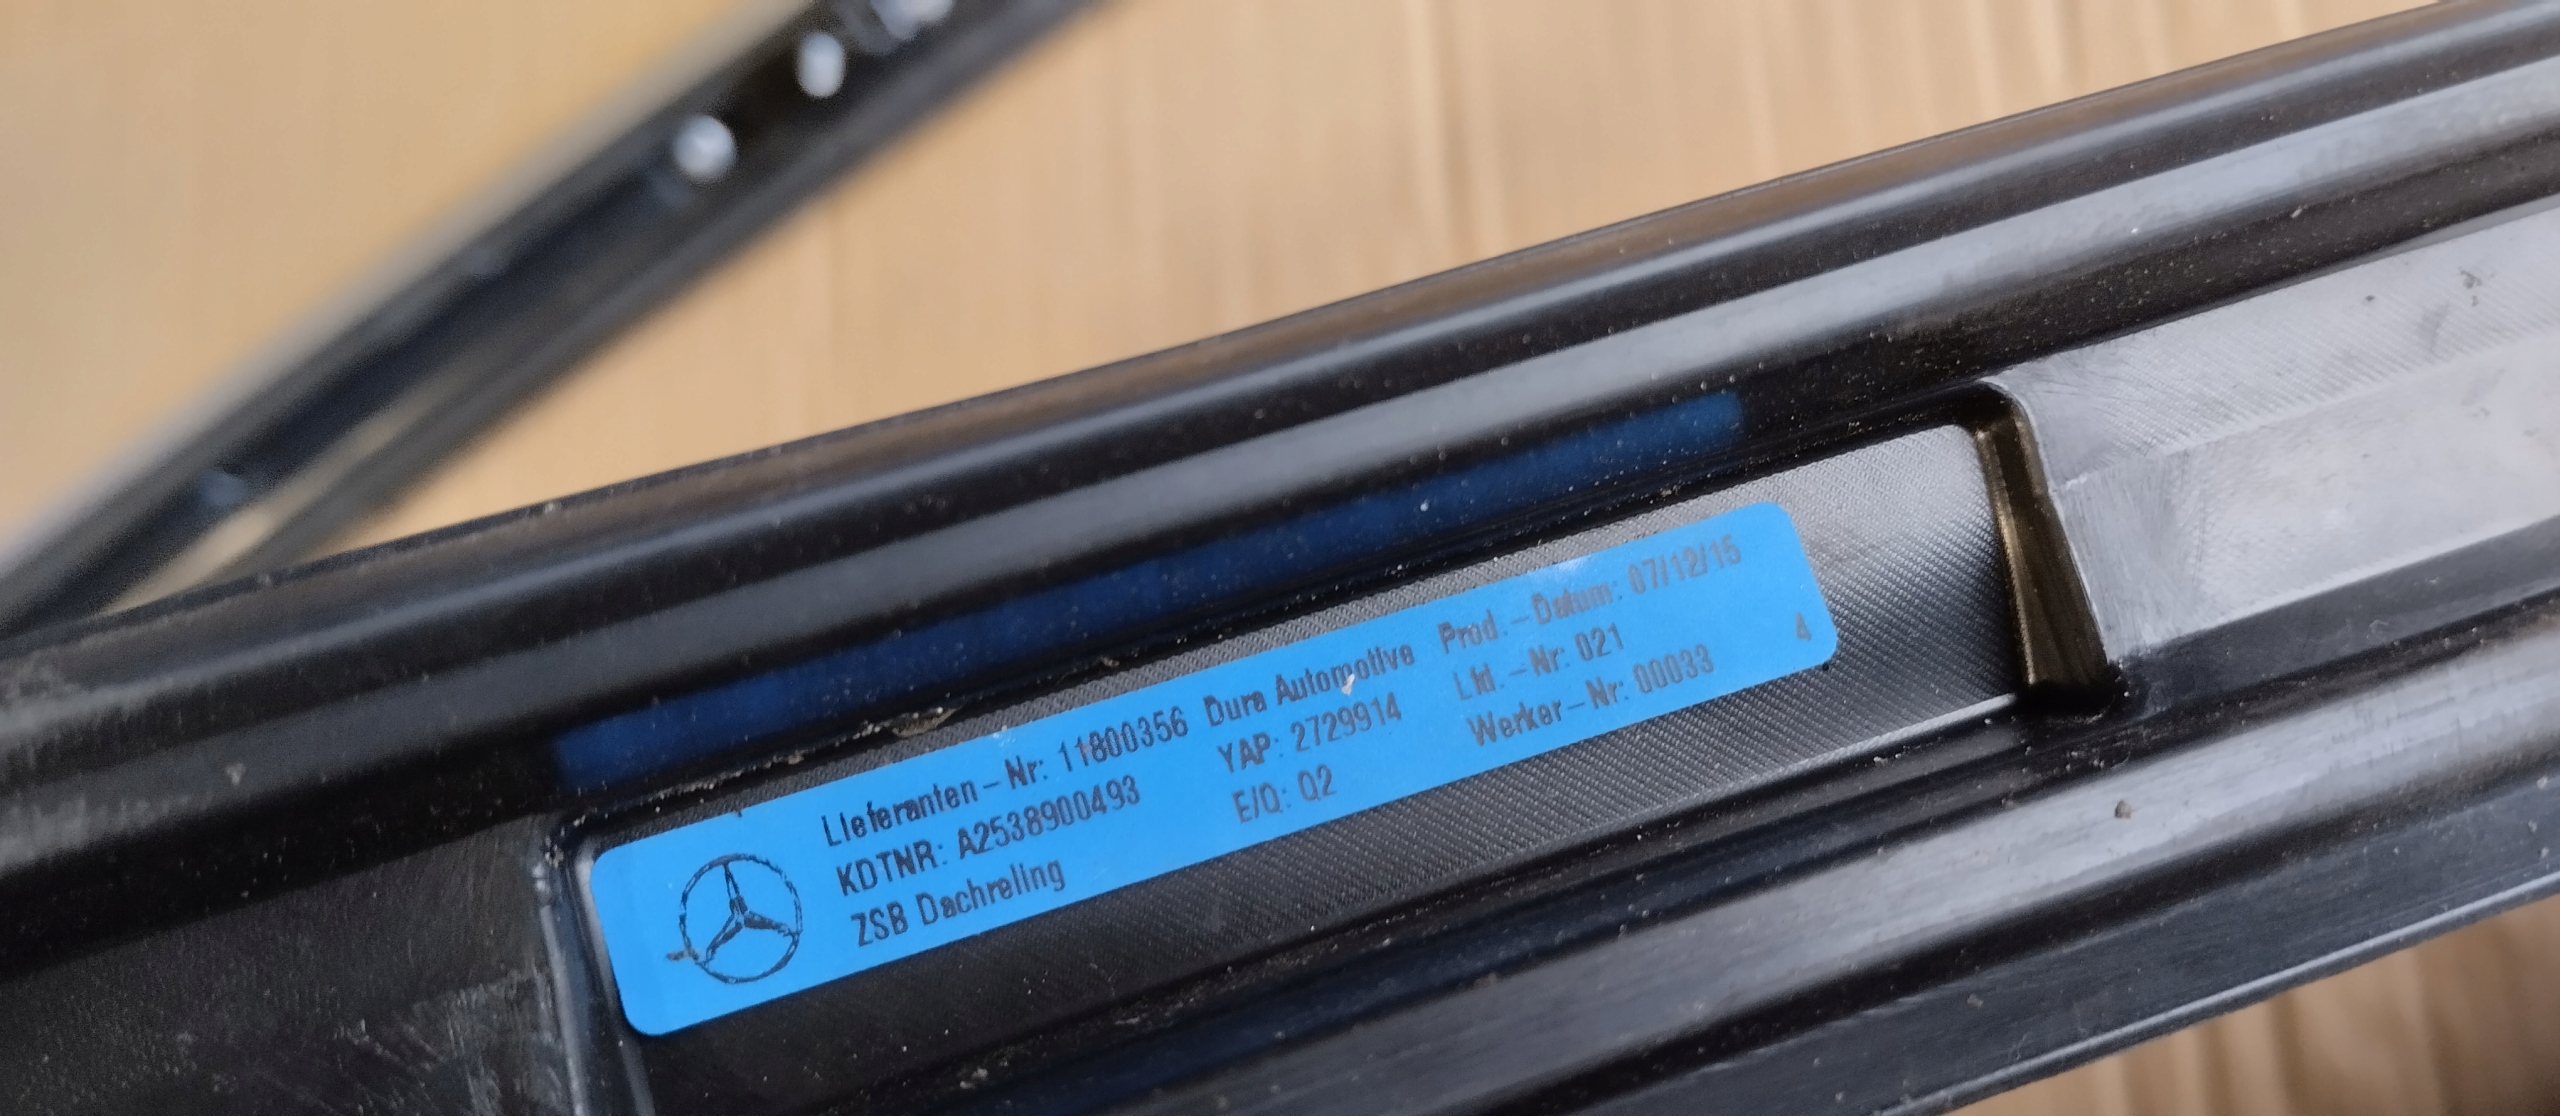 Lieferanten-Nr: 11800356 Dura Automotive Prod.-Datum: 07/12/15
KDTNR: A2538900493 YAP: 2729914 Lfd.-Nr: 021
ZSB Dachreling E/Q: Q2 Werker-Nr: 00033 4